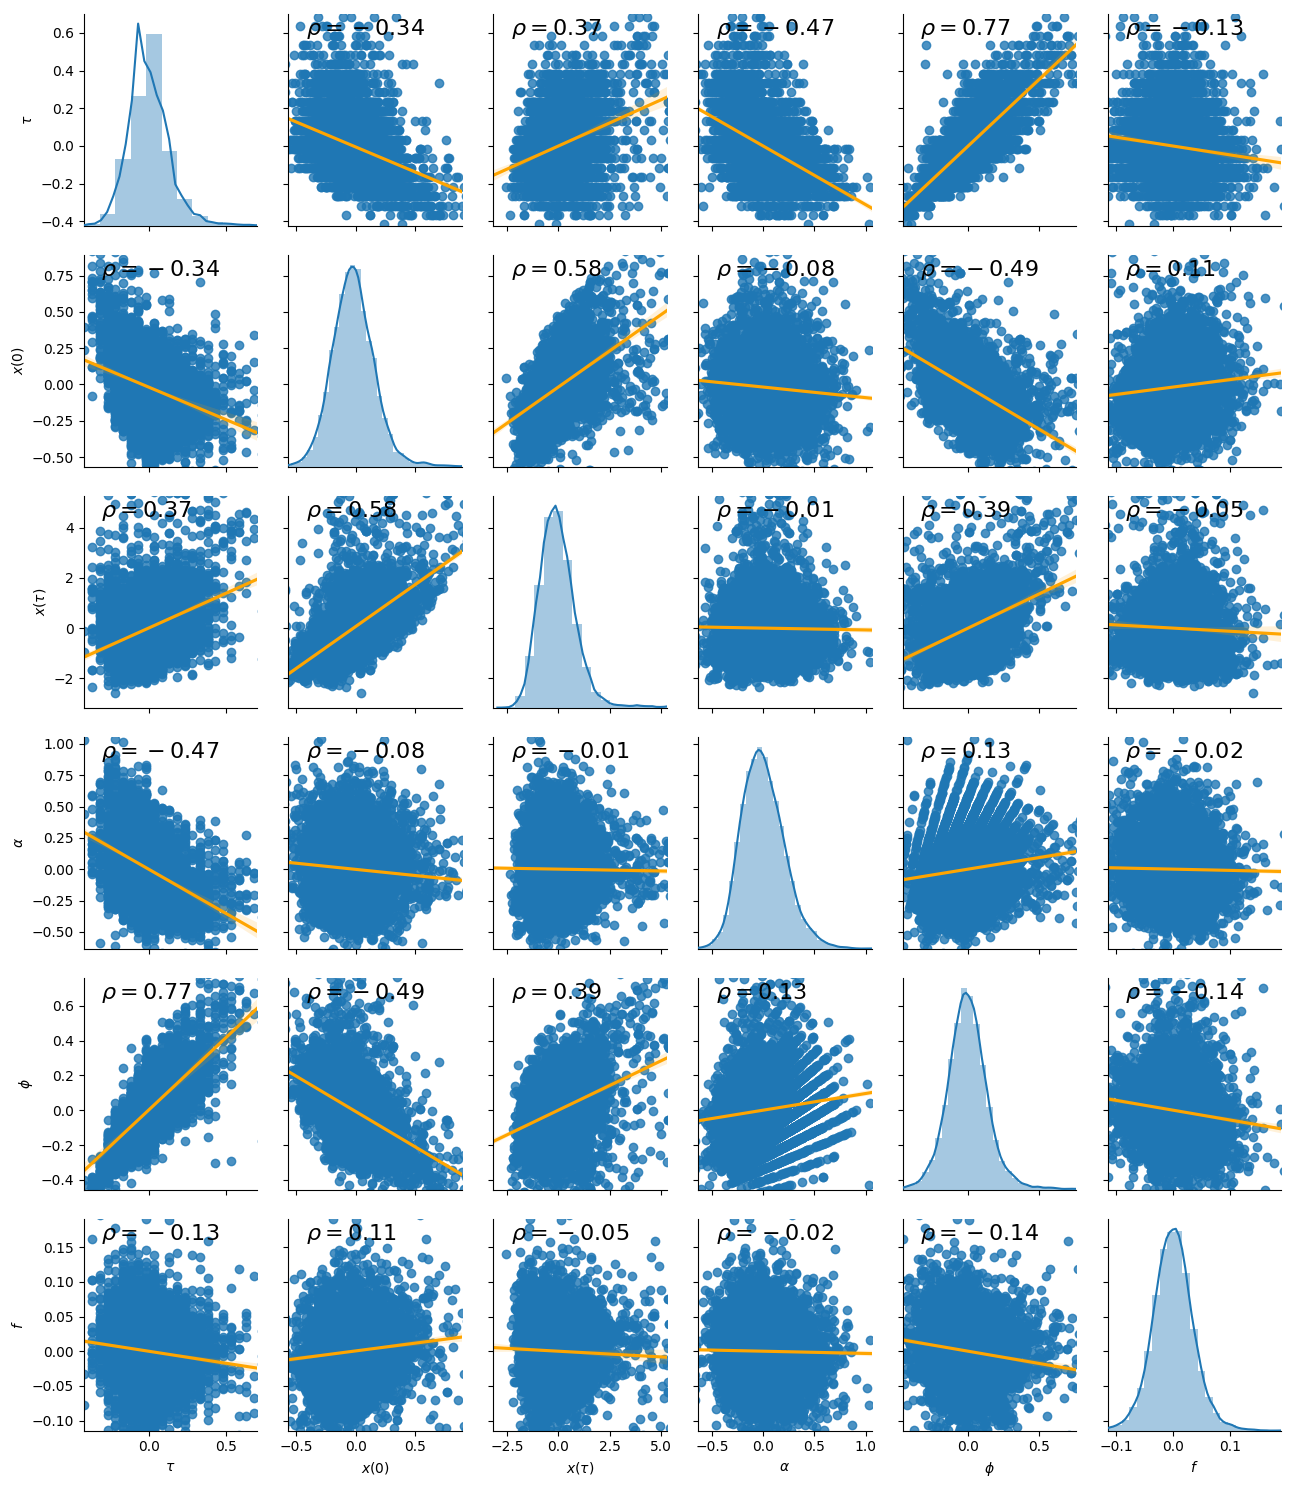 ρ = −0.34
ρ = 0.37
ρ = −0.47
ρ = 0.77
ρ = −0.13
0.6
0.4
0.2
0.0
−0.2
−0.4
τ
ρ = −0.34
ρ = 0.58
ρ = −0.08
ρ = −0.49
ρ = 0.11
0.75
0.50
0.25
0.00
−0.25
−0.50
x(0)
ρ = 0.37
ρ = 0.58
ρ = −0.01
ρ = 0.39
ρ = −0.05
4
2
0
−2
x(τ)
ρ = −0.47
ρ = −0.08
ρ = −0.01
ρ = 0.13
ρ = −0.02
1.00
0.75
0.50
0.25
0.00
−0.25
−0.50
α
ρ = 0.77
ρ = −0.49
ρ = 0.39
ρ = 0.13
ρ = −0.14
0.6
0.4
0.2
0.0
−0.2
−0.4
ϕ
ρ = −0.13
ρ = 0.11
ρ = −0.05
ρ = −0.02
ρ = −0.14
0.15
0.10
0.05
0.00
−0.05
−0.10
f
0.0 0.5
−0.5 0.0 0.5
−2.5 0.0 2.5 5.0
−0.5 0.0 0.5 1.0
0.0 0.5
−0.1 0.0 0.1
τ
x(0)
x(τ)
α
ϕ
f